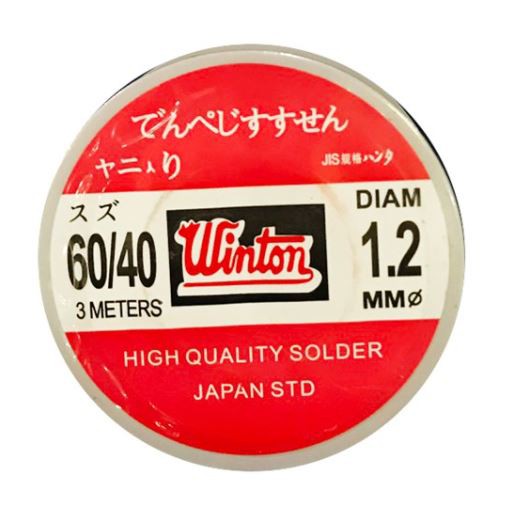 でんぺじすすせん
ヤニ入り
JIS規格ハンタ
スズ
60/40
3 METERS
Winton
DIAM
1.2
MMø
HIGH QUALITY SOLDER
JAPAN STD